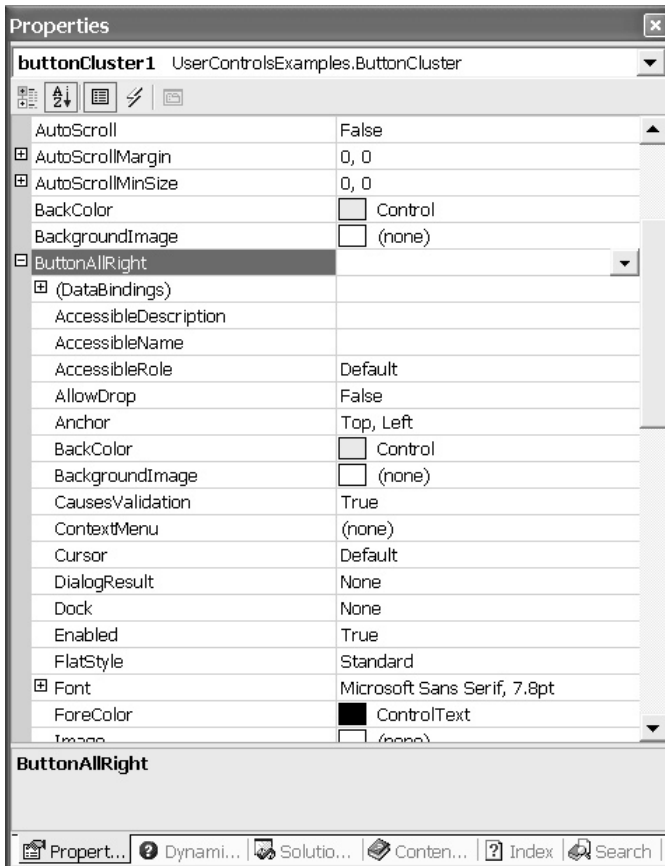 Properties
buttonCluster1 UserControlsExamples.ButtonCluster
AutoScroll False
AutoScrollMargin 0, 0
AutoScrollMinSize 0, 0
BackColor Control
BackgroundImage (none)
ButtonAllRight
(DataBindings)
AccessibleDescription
AccessibleName
AccessibleRole Default
AllowDrop False
Anchor Top, Left
BackColor Control
BackgroundImage (none)
CausesValidation True
ContextMenu (none)
Cursor Default
DialogResult None
Dock None
Enabled True
FlatStyle Standard
Font Microsoft Sans Serif, 7.8pt
ForeColor ControlText
Image (none)
ButtonAllRight
Propert... Dynami... Solutio... Conten... Index Search